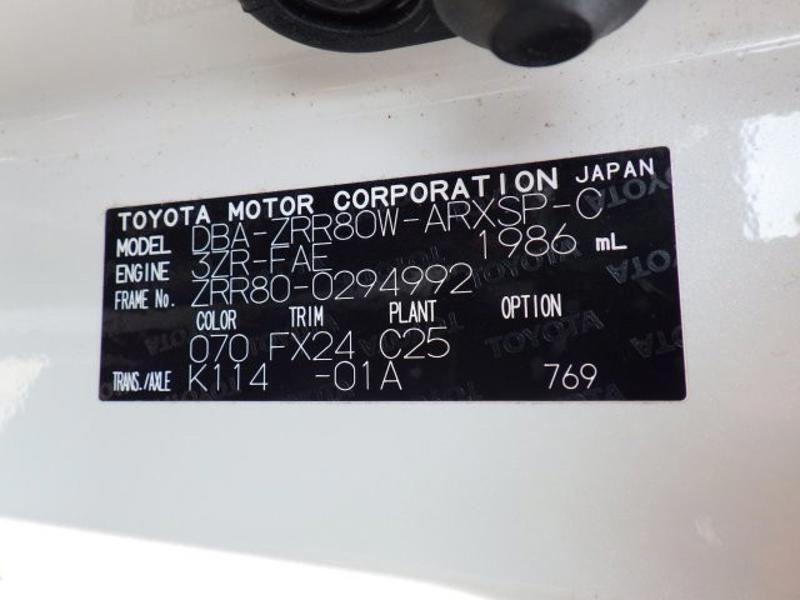 TOYOTA MOTOR CORPORATION JAPAN
MODEL DBA-ZRR80W-ARXSP-C
ENGINE 3ZR-FAE 1986 mL
FRAME No. ZRR80-0294992
COLOR TRIM PLANT OPTION
070 FX24 C25
TRANS./AXLE K114 -01A 769